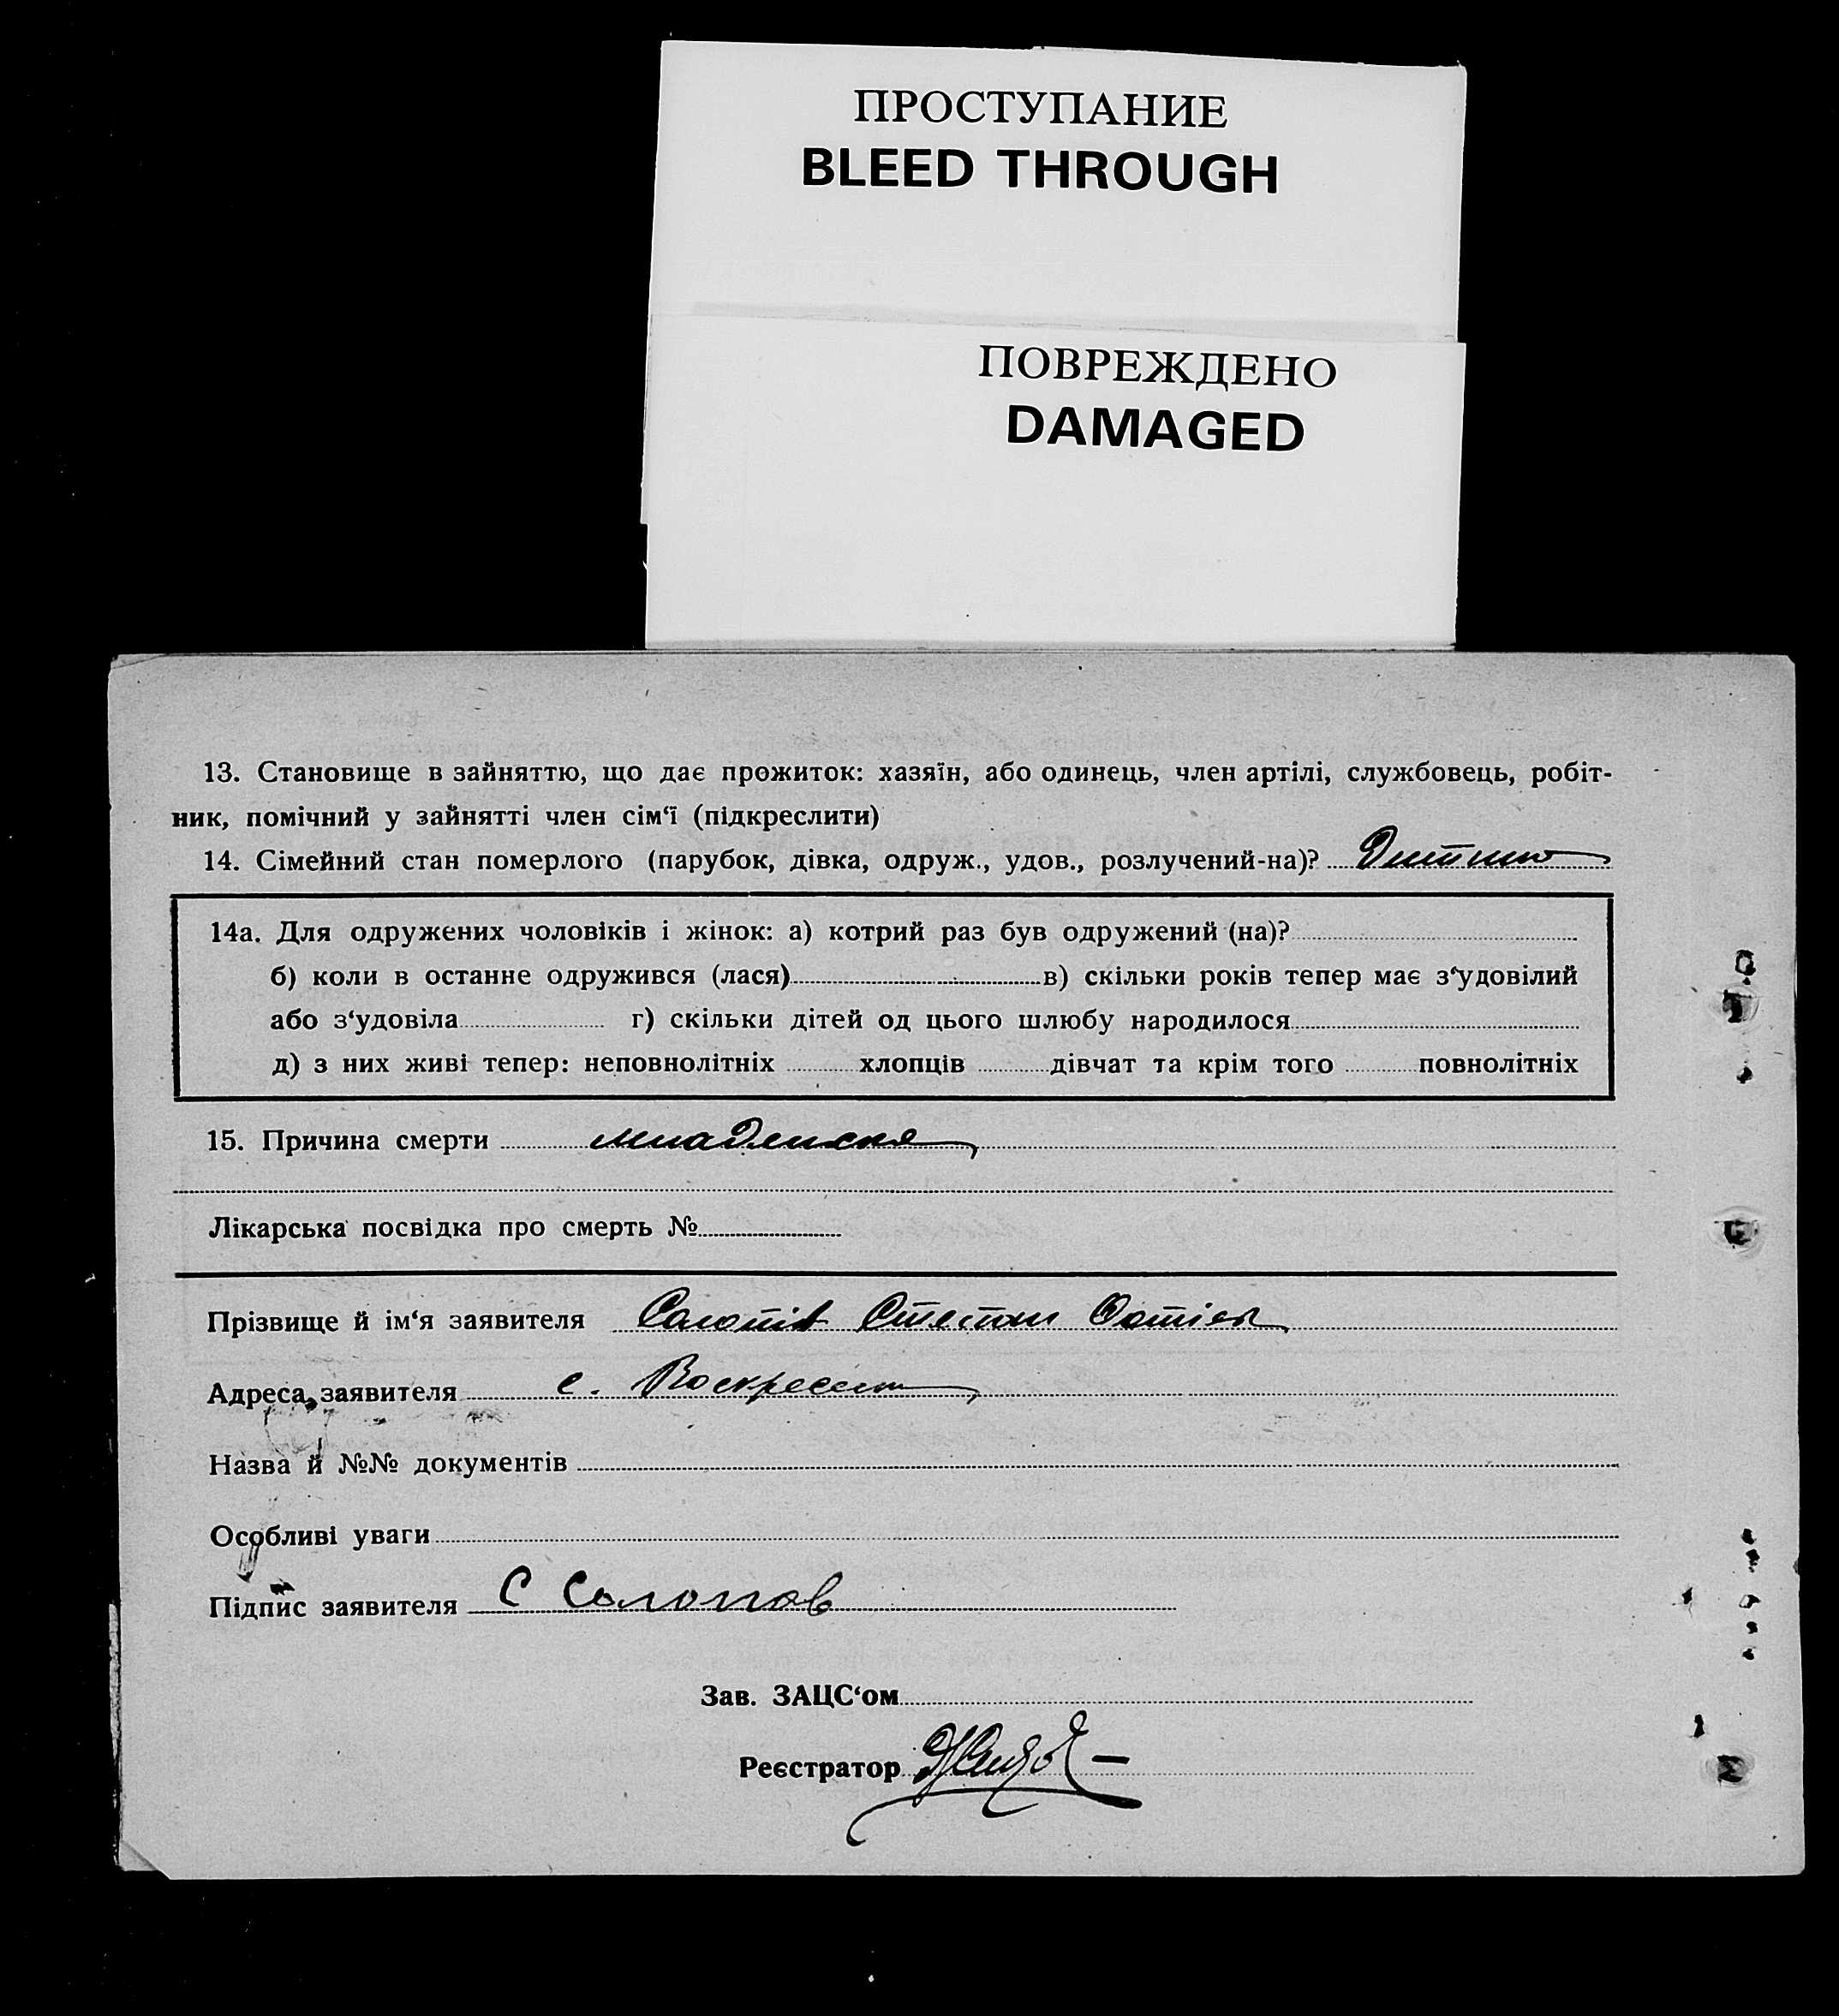 ПРОСТУПАНИЕ
BLEED THROUGH
ПОВРЕЖДЕНО
DAMAGED
13. Становище в зайняттю, що дає прожиток: хазяїн, або одинець, член артілі, службовець, робіт-
ник, помічний у зайнятті член сім‘ї (підкреслити)
14. Сімейний стан померлого (парубок, дівка, одруж., удов., розлучений-на)? Дитина
14а. Для одружених чоловіків і жінок: а) котрий раз був одружений (на)?
б) коли в останне одружився (лася) в) скільки років тепер має з‘удовілий
або з‘удовіла г) скільки дітей од цього шлюбу народилося
д) з них живі тепер: неповнолітніх хлопців дівчат та крім того повнолітніх
15. Причина смерти младенская
Лікарська посвідка про смерть №
Прізвище й ім‘я заявителя Степан
Адреса заявителя с.
Назва й №№ документів
Особливі уваги
Підпис заявителя С Солопов
Зав. ЗАЦС‘ом
Реєстратор